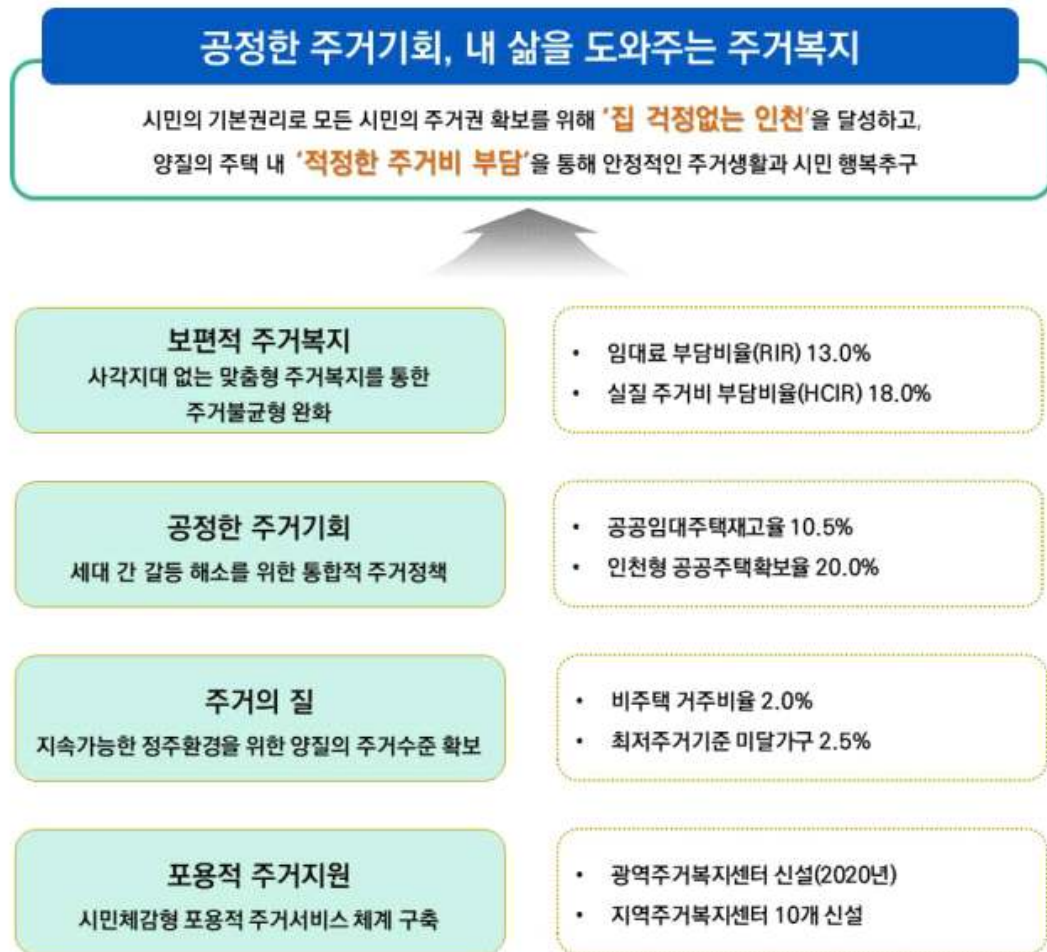 공정한 주거기회, 내 삶을 도와주는 주거복지
시민의 기본권리로 모든 시민의 주거권 확보를 위해 '집 걱정없는 인천'을 달성하고,
양질의 주택 내 '적정한 주거비 부담'을 통해 안정적인 주거생활과 시민 행복추구
보편적 주거복지
사각지대 없는 맞춤형 주거복지를 통한
주거불균형 완화
• 임대료 부담비율(RIR) 13.0%
• 실질 주거비 부담비율(HCIR) 18.0%
공정한 주거기회
세대 간 갈등 해소를 위한 통합적 주거정책
• 공공임대주택재고율 10.5%
• 인천형 공공주택확보율 20.0%
주거의 질
지속가능한 정주환경을 위한 양질의 주거수준 확보
• 비주택 거주비율 2.0%
• 최저주거기준 미달가구 2.5%
포용적 주거지원
시민체감형 포용적 주거서비스 체계 구축
• 광역주거복지센터 신설(2020년)
• 지역주거복지센터 10개 신설